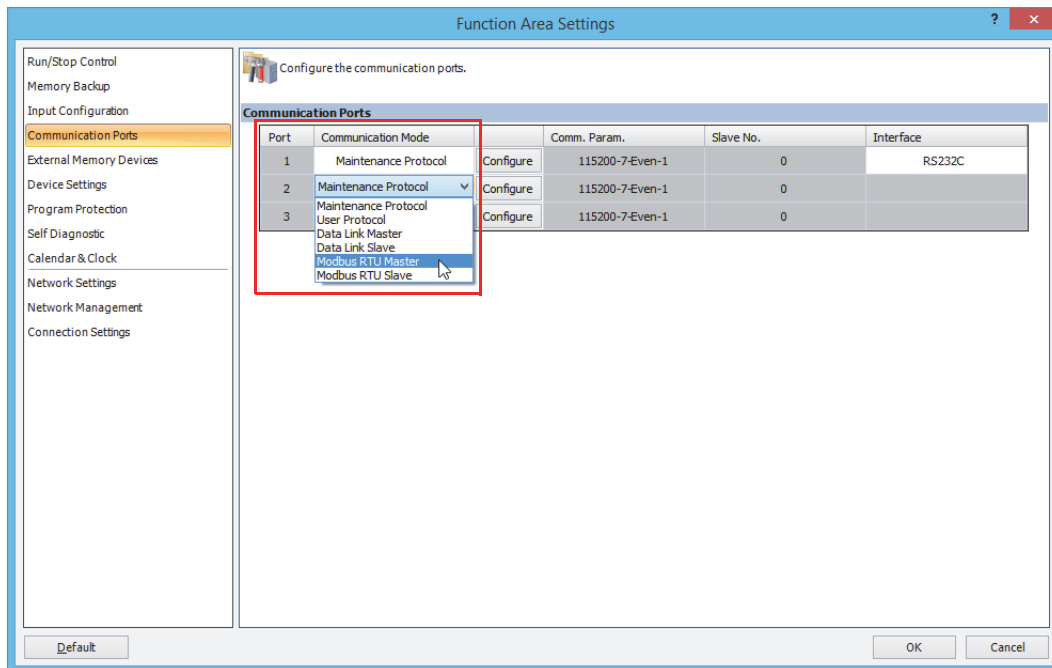 Function Area Settings
?
×
Run/Stop Control
Memory Backup
Input Configuration
Communication Ports
External Memory Devices
Device Settings
Program Protection
Self Diagnostic
Calendar & Clock
Network Settings
Network Management
Connection Settings
Configure the communication ports.
Communication Ports
Port Communication Mode Comm. Param. Slave No. Interface
1 Maintenance Protocol Configure 115200-7-Even-1 0 RS232C
2 Maintenance Protocol Configure 115200-7-Even-1 0
3 Configure 115200-7-Even-1 0
Maintenance Protocol
User Protocol
Data Link Master
Data Link Slave
Modbus RTU Master
Modbus RTU Slave
Default
OK
Cancel